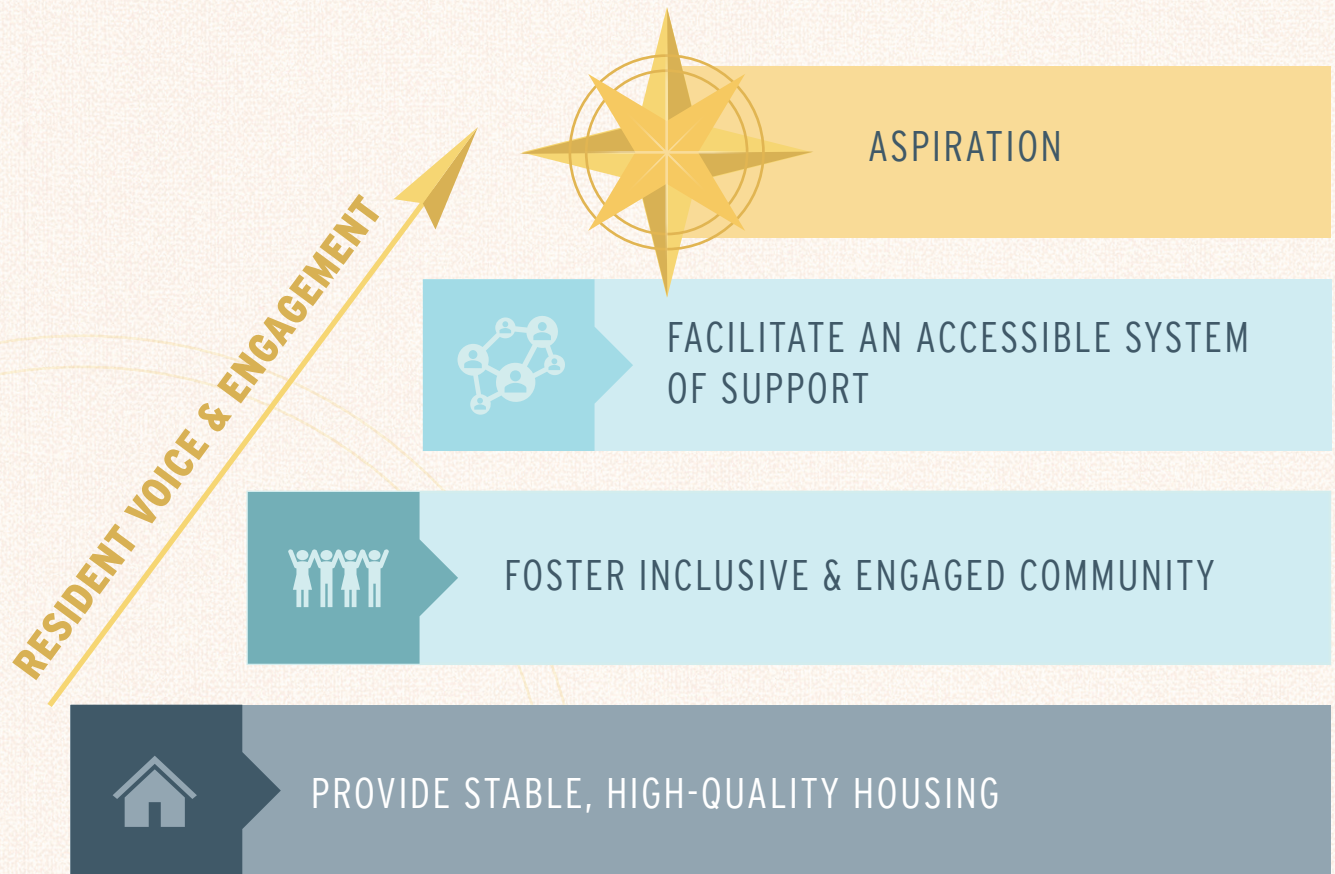 ASPIRATION
RESIDENT VOICE & ENGAGEMENT
FACILITATE AN ACCESSIBLE SYSTEM
OF SUPPORT
FOSTER INCLUSIVE & ENGAGED COMMUNITY
PROVIDE STABLE, HIGH-QUALITY HOUSING